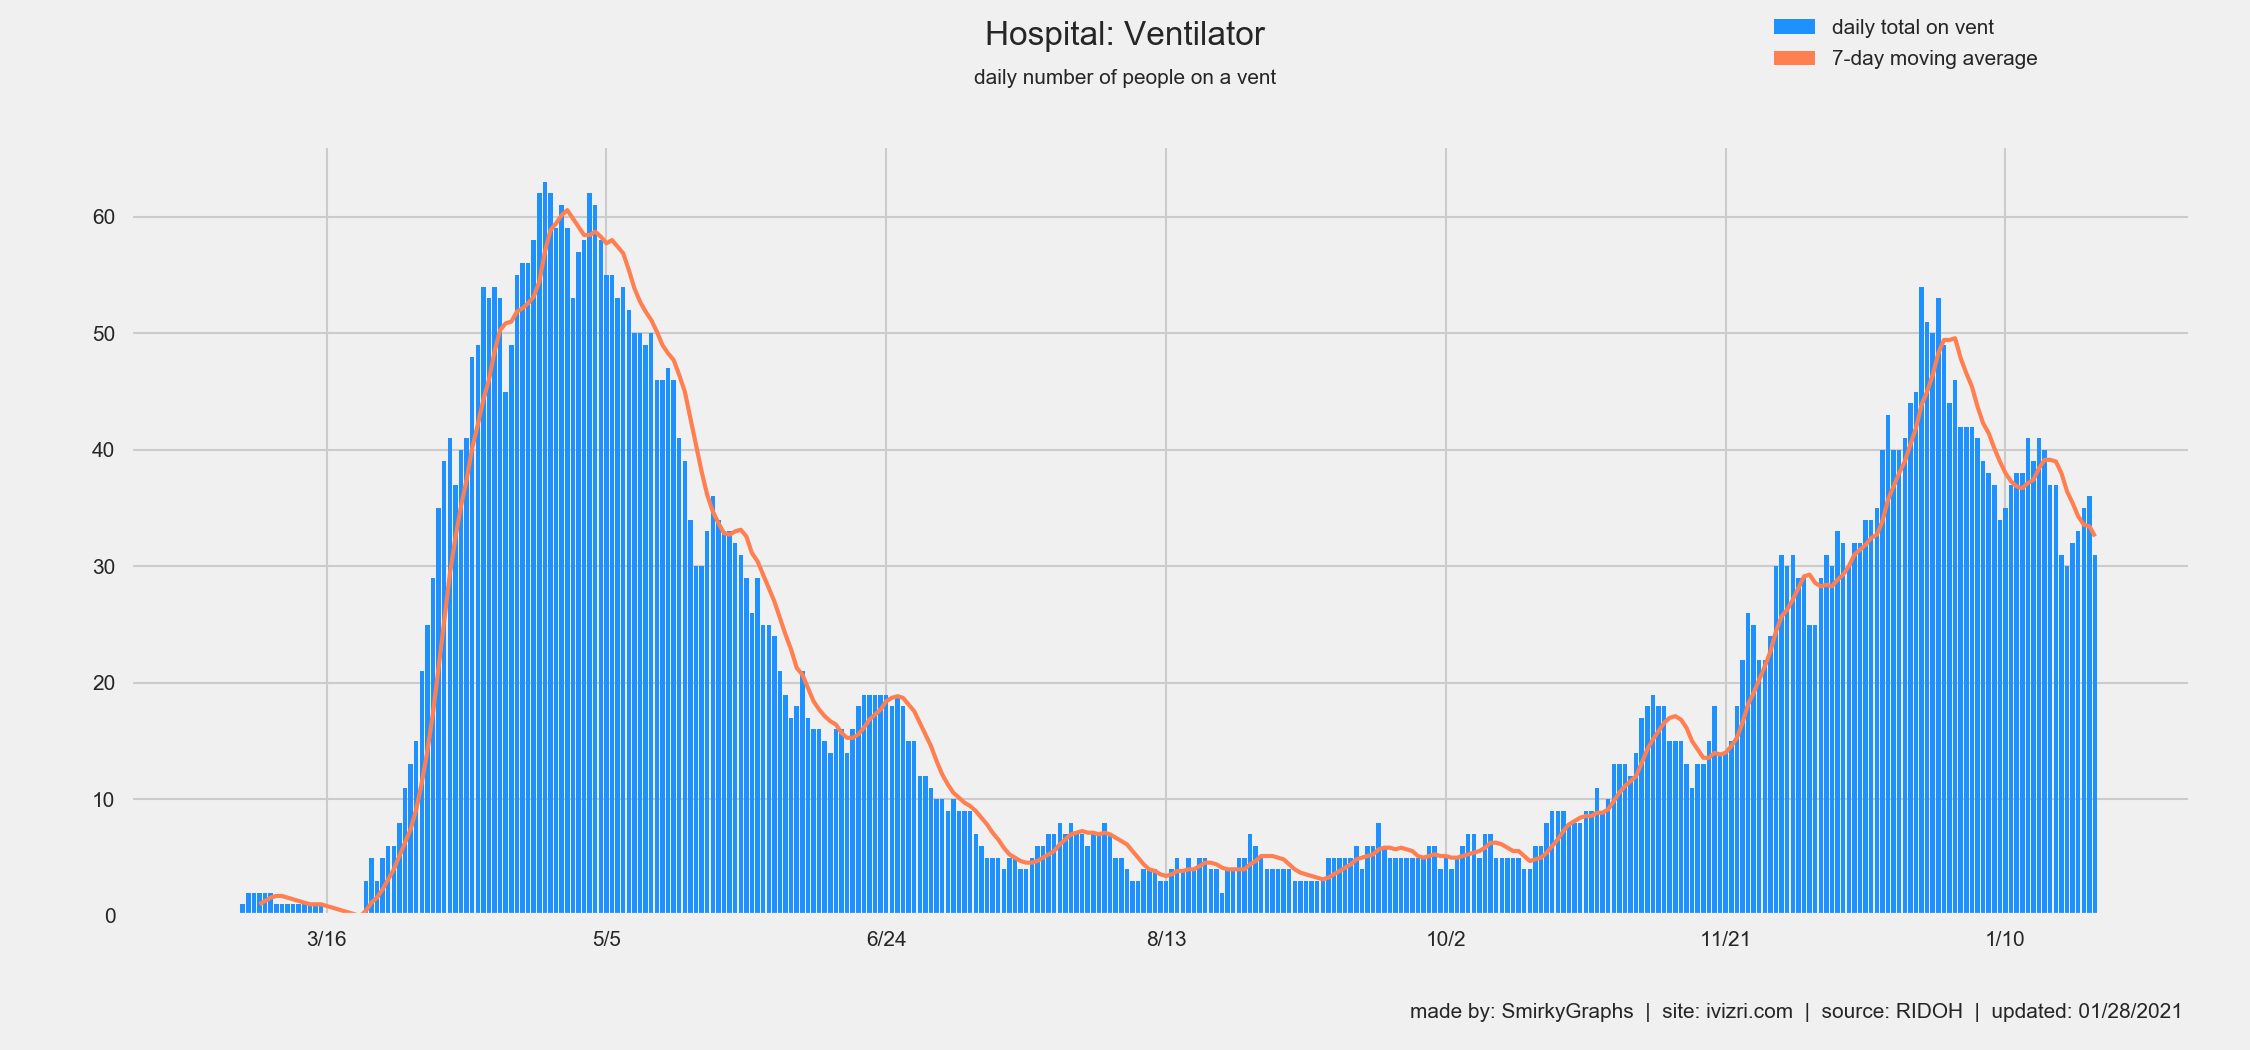 Hospital: Ventilator
daily number of people on a vent
daily total on vent
7-day moving average
60
50
40
30
20
10
0
3/16 5/5 6/24 8/13 10/2 11/21 1/10
made by: SmirkyGraphs | site: ivizri.com | source: RIDOH | updated: 01/28/2021